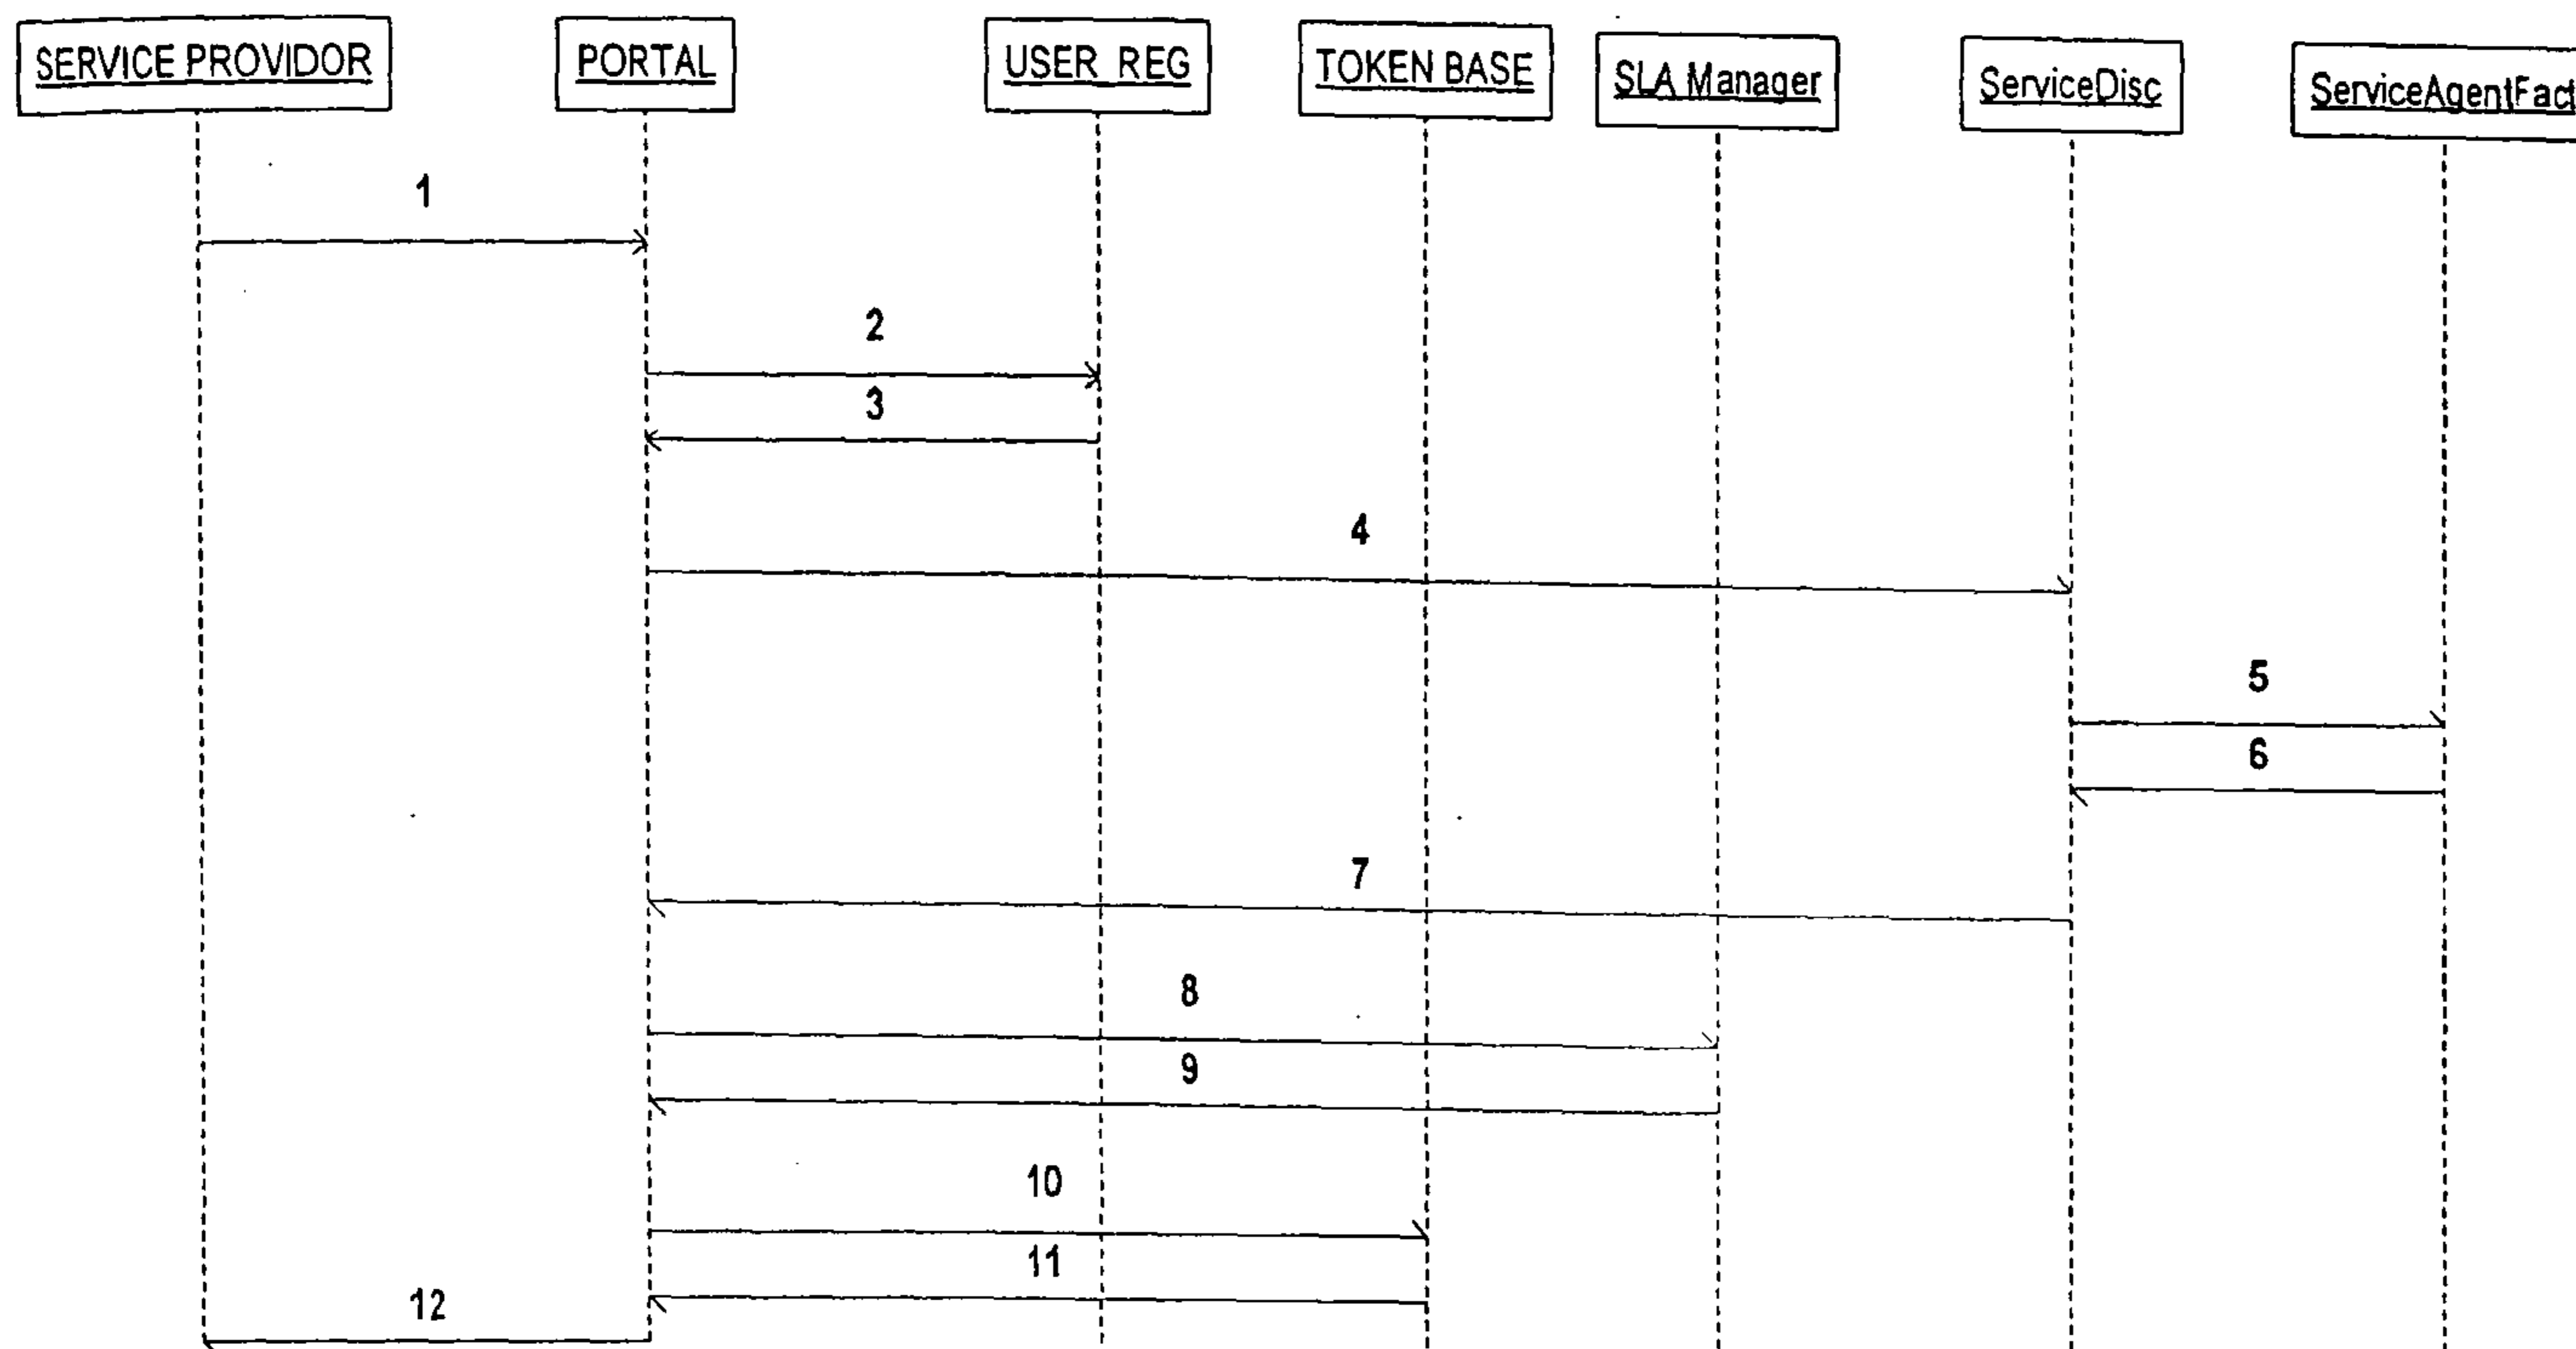 SERVICE PROVIDOR
PORTAL
USER_REG
TOKEN BASE
SLA Manager
ServiceDisc
ServiceAgentFact
1
2
3
4
5
6
7
8
9
10
11
12